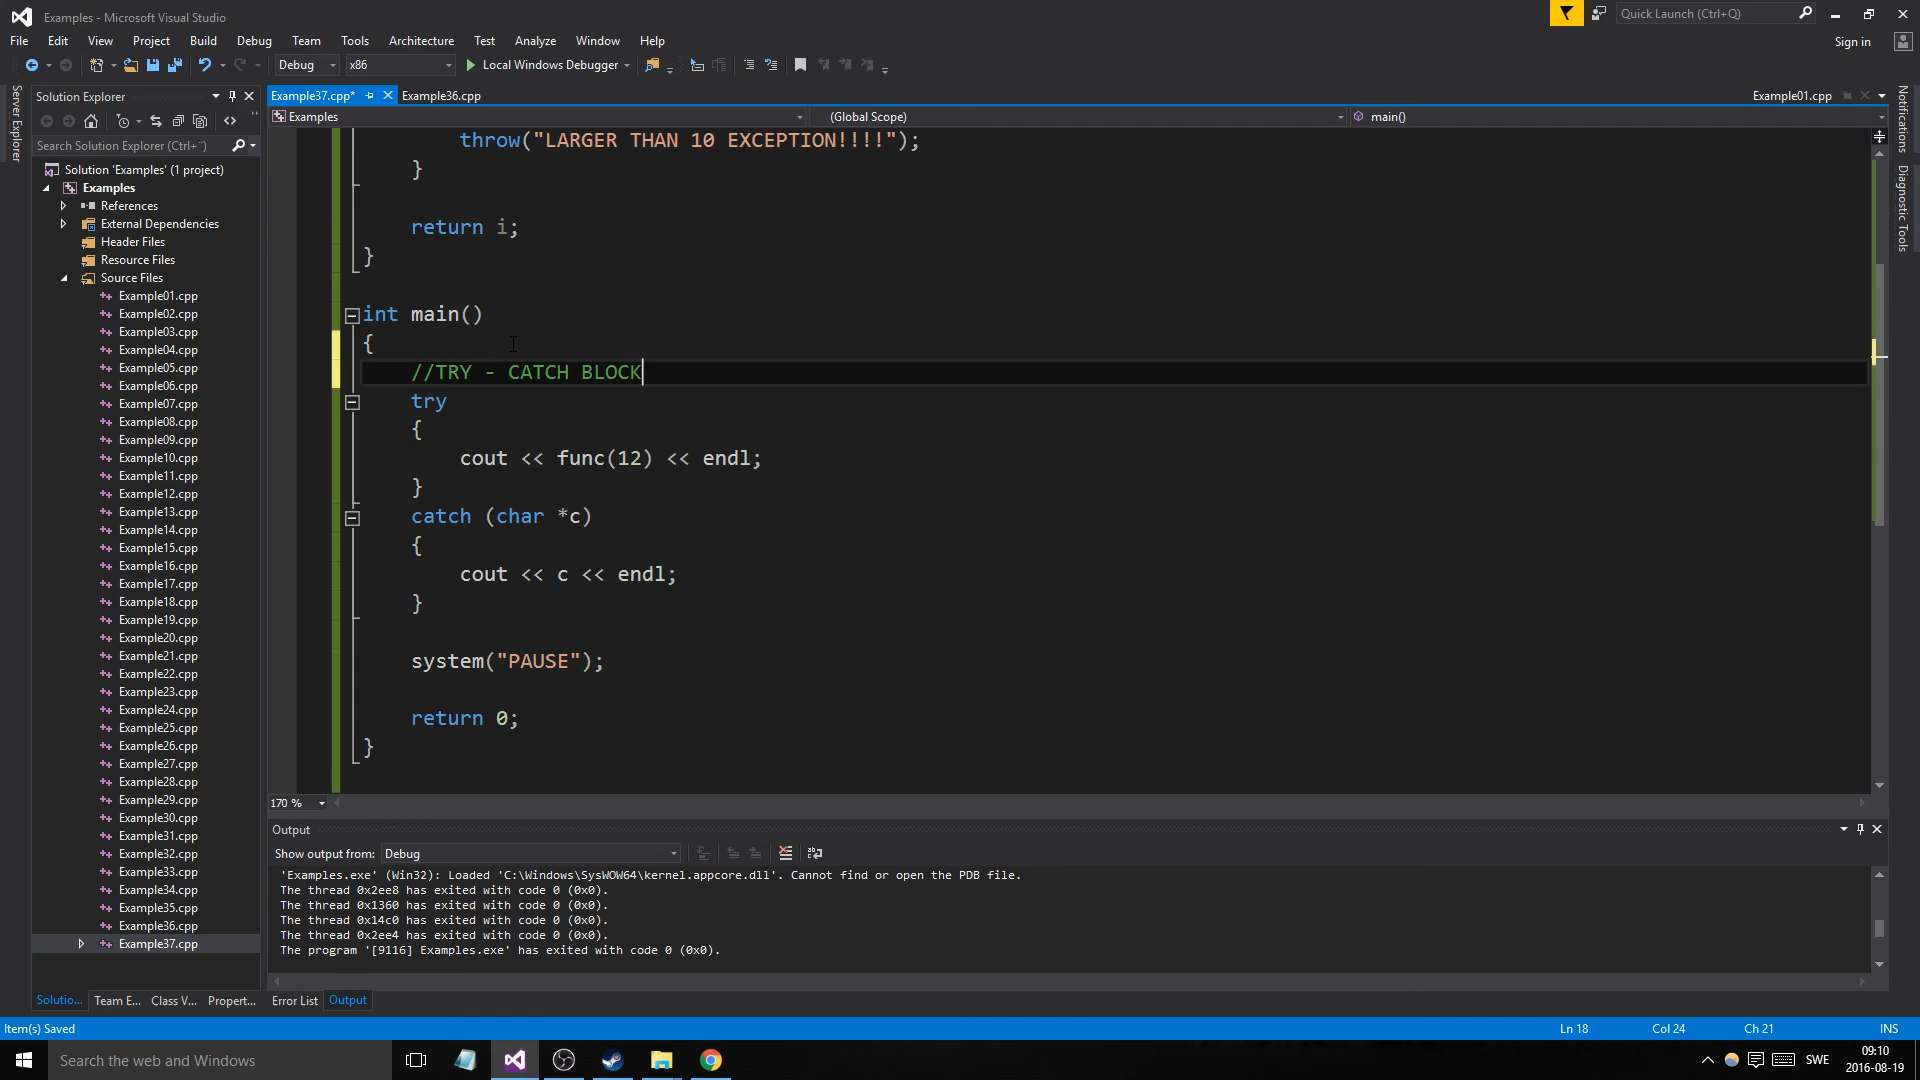 Examples - Microsoft Visual Studio
Quick Launch (Ctrl+Q)
File Edit View Project Build Debug Team Tools Architecture Test Analyze Window Help
Sign in
Debug x86 Local Windows Debugger
Server Explorer
Solution Explorer
Search Solution Explorer (Ctrl+¨)
Solution 'Examples' (1 project)
Examples
References
External Dependencies
Header Files
Resource Files
Source Files
Example01.cpp
Example02.cpp
Example03.cpp
Example04.cpp
Example05.cpp
Example06.cpp
Example07.cpp
Example08.cpp
Example09.cpp
Example10.cpp
Example11.cpp
Example12.cpp
Example13.cpp
Example14.cpp
Example15.cpp
Example16.cpp
Example17.cpp
Example18.cpp
Example19.cpp
Example20.cpp
Example21.cpp
Example22.cpp
Example23.cpp
Example24.cpp
Example25.cpp
Example26.cpp
Example27.cpp
Example28.cpp
Example29.cpp
Example30.cpp
Example31.cpp
Example32.cpp
Example33.cpp
Example34.cpp
Example35.cpp
Example36.cpp
Example37.cpp
Solutio... Team E... Class V... Propert...
Example37.cpp* Example36.cpp Example01.cpp
Examples (Global Scope) main()
throw("LARGER THAN 10 EXCEPTION!!!!");
}
return i;
}
int main()
{
//TRY - CATCH BLOCK
try
{
cout << func(12) << endl;
}
catch (char *c)
{
cout << c << endl;
}
system("PAUSE");
return 0;
}
170 %
Output
Show output from: Debug
'Examples.exe' (Win32): Loaded 'C:\Windows\SysWOW64\kernel.appcore.dll'. Cannot find or open the PDB file.
The thread 0x2ee8 has exited with code 0 (0x0).
The thread 0x1360 has exited with code 0 (0x0).
The thread 0x14c0 has exited with code 0 (0x0).
The thread 0x2ee4 has exited with code 0 (0x0).
The program '[9116] Examples.exe' has exited with code 0 (0x0).
Error List Output
Notifications
Diagnostic Tools
Item(s) Saved Ln 18 Col 24 Ch 21 INS
Search the web and Windows
SWE
09:10
2016-08-19